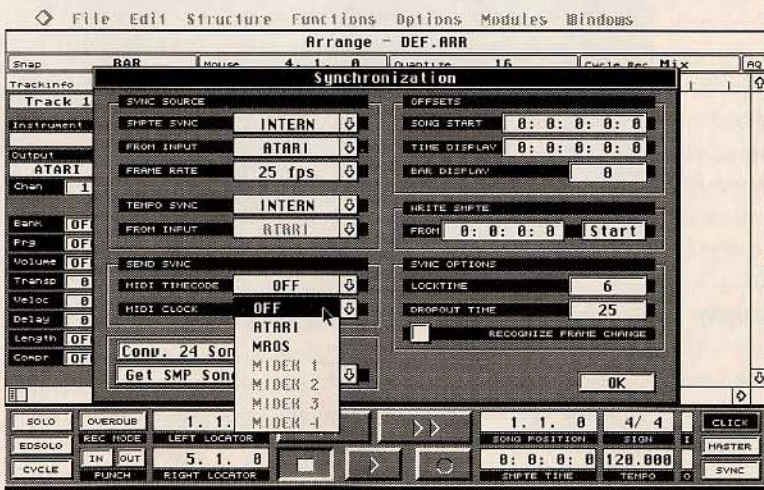 File Edit Structure Functions Options Modules Windows
Arrange - DEF.ARR
Snap BAR Mouse 4. 1. 0 Quantize 16 Cycle Rec Mix
Synchronization
Trackinfo
Track 1
Instrument
Output
ATARI
Chan 1
Bank OF
Prg OF
Volume OF
Transp 0
Veloc 0
Delay 0
Length OF
Compr OF
SYNC SOURCE
SMPTE SYNC INTERN
FROM INPUT ATARI
FRAME RATE 25 fps
TEMPO SYNC INTERN
FROM INPUT ATARI
SEND SYNC
MIDI TIMECODE OFF
MIDI CLOCK
OFF
ATARI
MROS
MIDEX 1
MIDEX 2
MIDEX 3
MIDEX 4
Conv. 24 Son
Get SMP Son
OFFSETS
SONG START 0: 0: 0: 0: 0
TIME DISPLAY 0: 0: 0: 0: 0
BAR DISPLAY 0
WRITE SMPTE
FROM 0: 0: 0: 0 Start
SYNC OPTIONS
LOCKTIME 6
DROPOUT TIME 25
RECOGNIZE FRAME CHANGE
OK
SOLO OVERDUB 1. 1. >> 1. 1. 0 4/ 4 CLICK
REC MODE LEFT LOCATOR SONG POSITION SIGN I
EDSOLO MASTER
IN OUT 5. 1. 0 > 0: 0: 0: 0 120.000
CYCLE PUNCH RIGHT LOCATOR SMPTE TIME TEMPO O SYNC